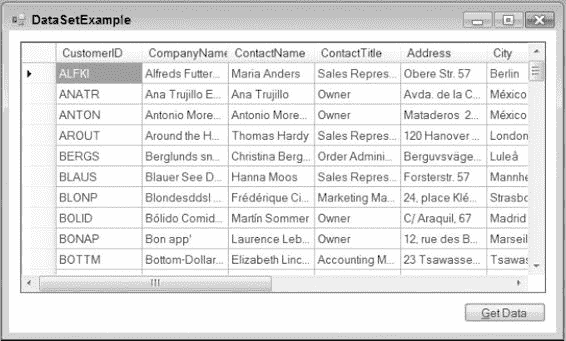 DataSetExample
CustomerID CompanyName ContactName ContactTitle Address City
ALFKI Alfreds Futter... Maria Anders Sales Repres... Obere Str. 57 Berlin
ANATR Ana Trujillo E... Ana Trujillo Owner Avda. de la C... México
ANTON Antonio More... Antonio More... Owner Mataderos 2... México
AROUT Around the H... Thomas Hardy Sales Repres... 120 Hanover ... London
BERGS Berglunds sn... Christina Berg... Order Admini... Berguvsväge... Luleå
BLAUS Blauer See D... Hanna Moos Sales Repres... Forsterstr. 57 Mannhe
BLONP Blondesddsl ... Frédérique Ci... Marketing Ma... 24, place Klé... Strasbo
BOLID Bólido Comid... Martín Sommer Owner C/ Araquil, 67 Madrid
BONAP Bon app' Laurence Leb... Owner 12, rue des B... Marseil
BOTTM Bottom-Dollar... Elizabeth Linc... Accounting M... 23 Tsawasse... Tsawas
Get Data